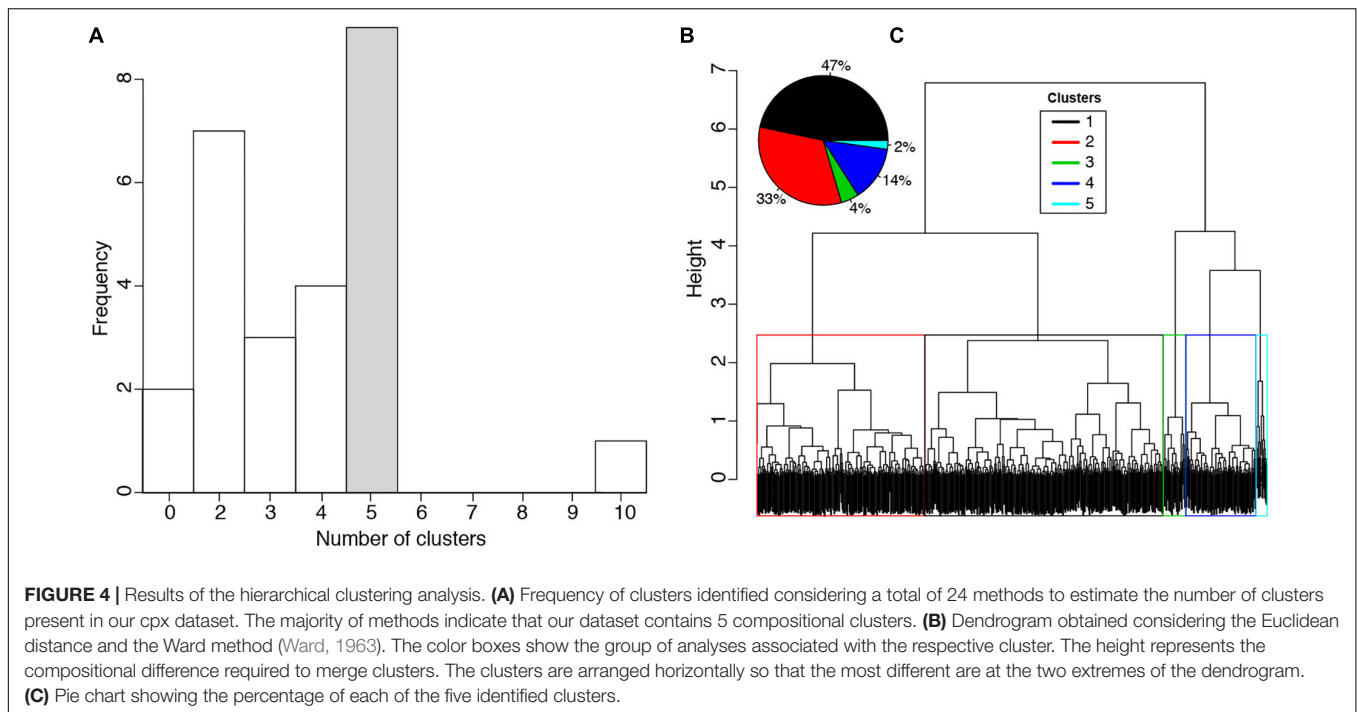 A
B
C
8
6
4
2
0
Frequency
0 2 3 4 5 6 7 8 9 10
Number of clusters
7
6
5
4
3
2
1
0
Height
47%
33%
4%
14%
2%
Clusters
1
2
3
4
5
FIGURE 4 | Results of the hierarchical clustering analysis. (A) Frequency of clusters identified considering a total of 24 methods to estimate the number of clusters
present in our cpx dataset. The majority of methods indicate that our dataset contains 5 compositional clusters. (B) Dendrogram obtained considering the Euclidean
distance and the Ward method (Ward, 1963). The color boxes show the group of analyses associated with the respective cluster. The height represents the
compositional difference required to merge clusters. The clusters are arranged horizontally so that the most different are at the two extremes of the dendrogram.
(C) Pie chart showing the percentage of each of the five identified clusters.